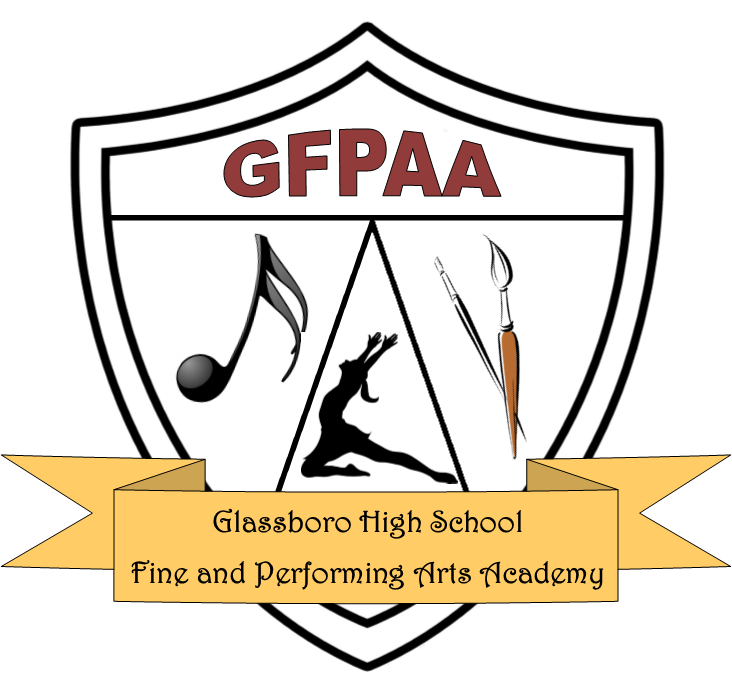 GFPAA
Glassboro High School
Fine and Performing Arts Academy